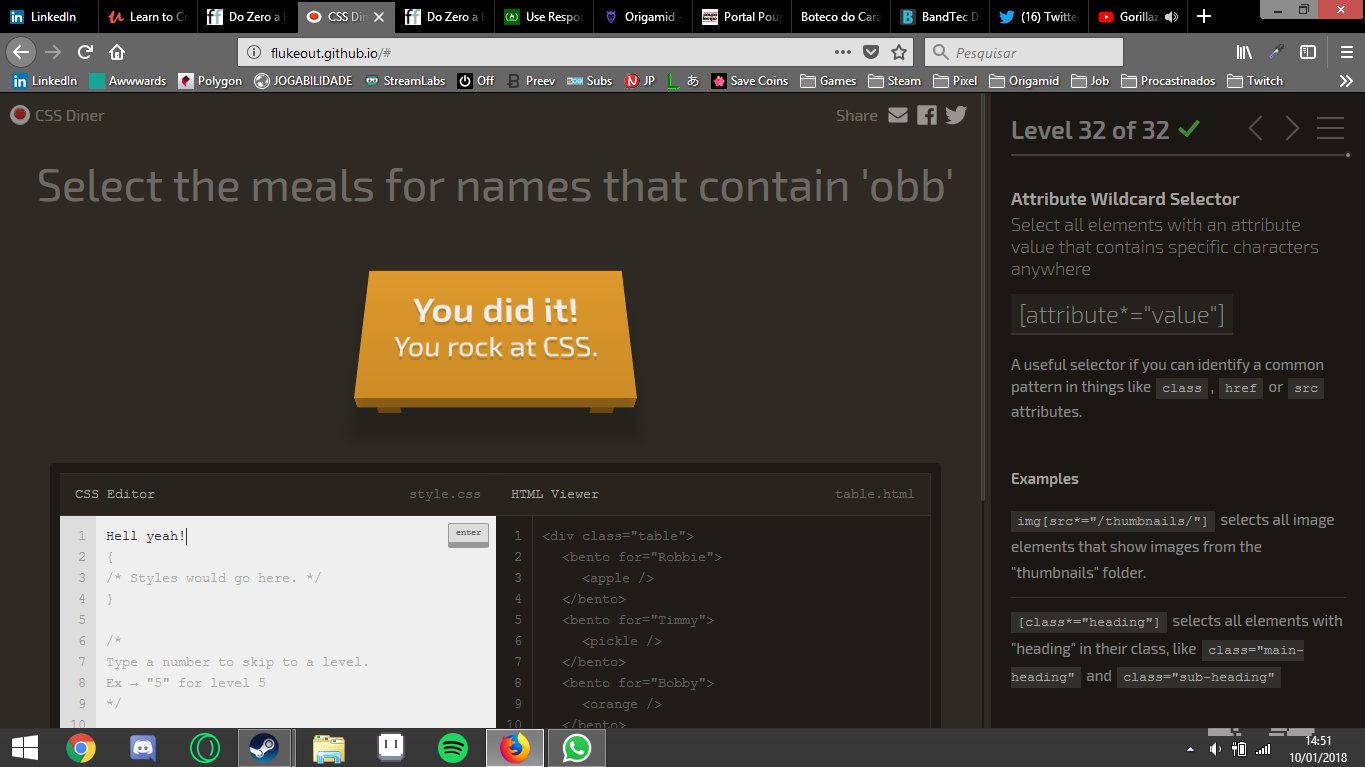 LinkedIn
Learn to Cr
Do Zero a H
CSS Din
Do Zero a H
Use Respor
Origamid -
Portal Poup
Boteco do Cara
BandTec D
(16) Twitte
Gorillaz
flukeout.github.io/#
Pesquisar
LinkedIn
Awwwards
Polygon
JOGABILIDADE
StreamLabs
Off
Preev
Subs
JP
あ
Save Coins
Games
Steam
Pixel
Origamid
Job
Procastinados
Twitch
CSS Diner
Share
Select the meals for names that contain 'obb'
You did it!
You rock at CSS.
CSS Editor
style.css
1 Hell yeah!
2 {
3 /* Styles would go here. */
4 }
5
6 /*
7 Type a number to skip to a level.
8 Ex → "5" for level 5
9 */
10
enter
HTML Viewer
table.html
1 <div class="table">
2 <bento for="Robbie">
3 <apple />
4 </bento>
5 <bento for="Timmy">
6 <pickle />
7 </bento>
8 <bento for="Bobby">
9 <orange />
10 </bento>
Level 32 of 32
Attribute Wildcard Selector
Select all elements with an attribute
value that contains specific characters
anywhere
[attribute*="value"]
A useful selector if you can identify a common
pattern in things like class , href or src
attributes.
Examples
img[src*="/thumbnails/"] selects all image
elements that show images from the
"thumbnails" folder.
[class*="heading"] selects all elements with
"heading" in their class, like class="main-
heading" and class="sub-heading"
14:51
10/01/2018